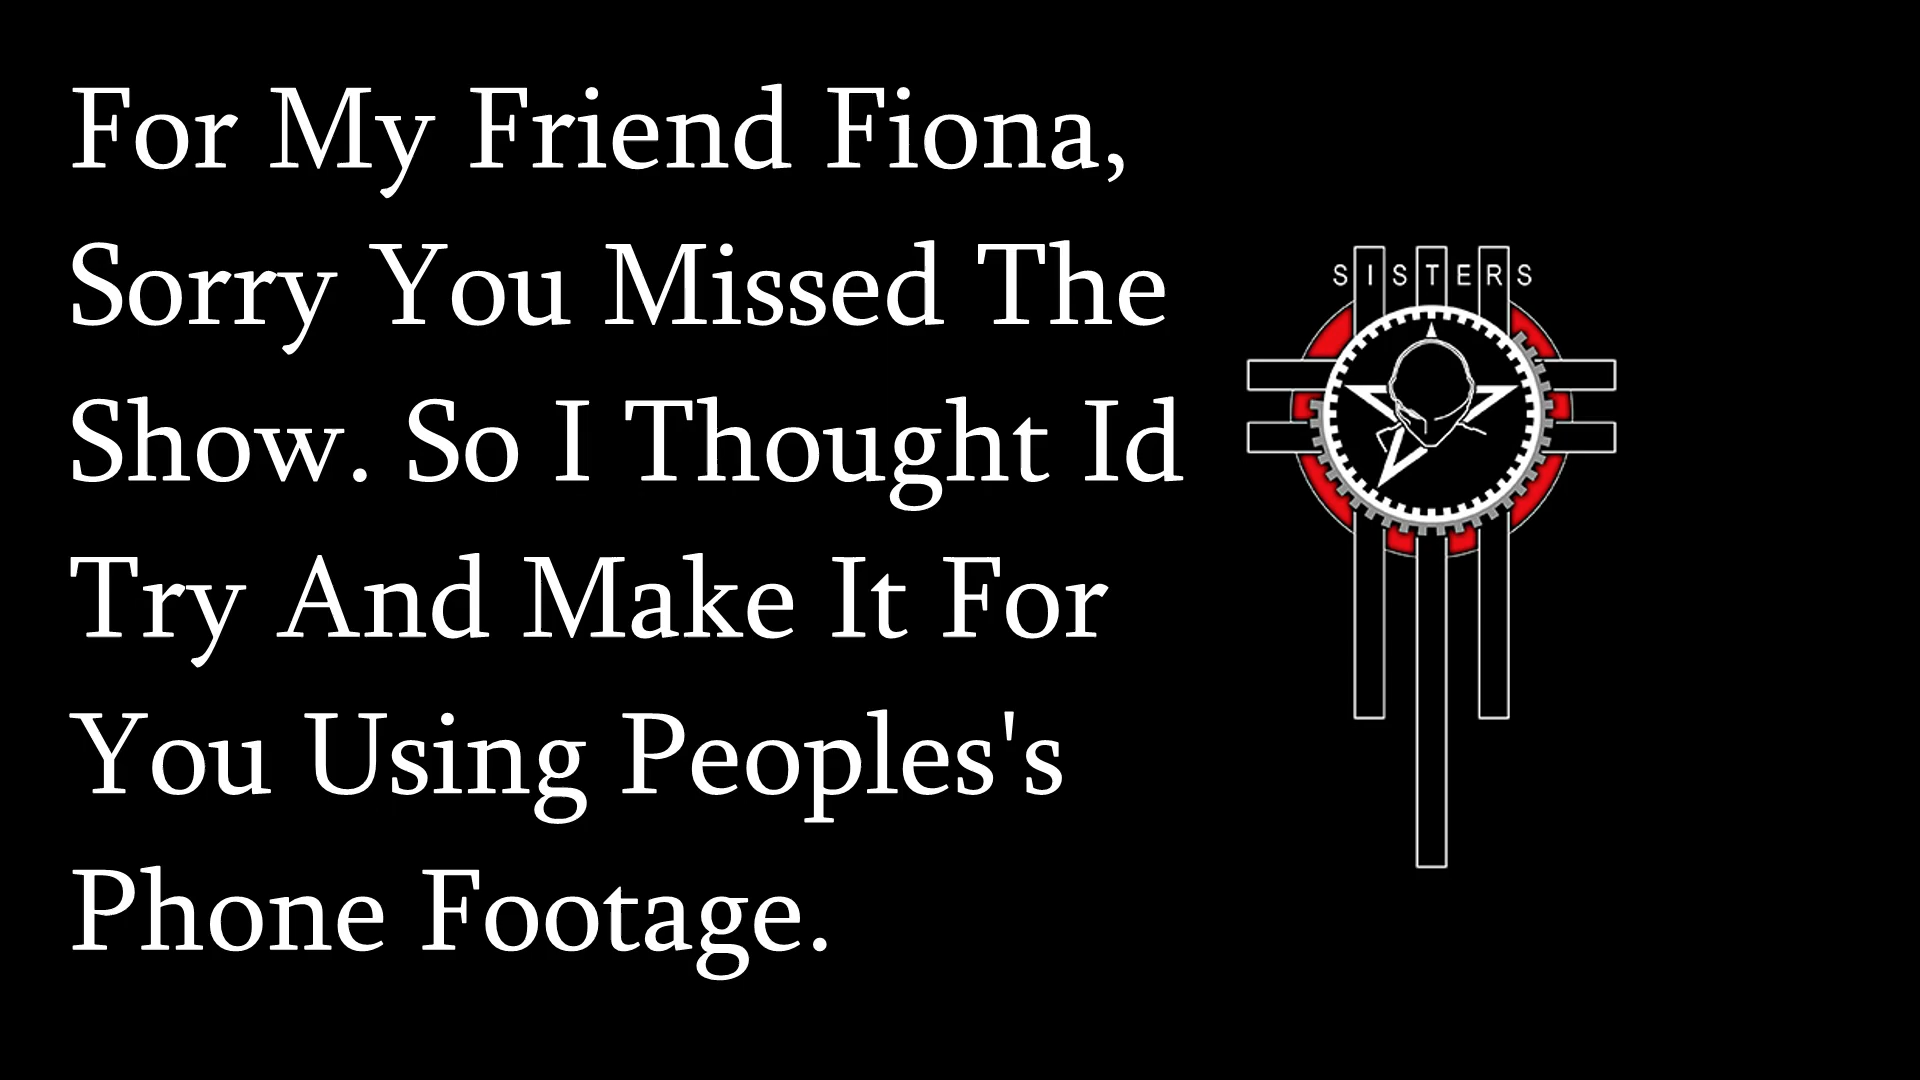 For My Friend Fiona,
Sorry You Missed The
Show. So I Thought Id
Try And Make It For
You Using Peoples's
Phone Footage.
SISTERS